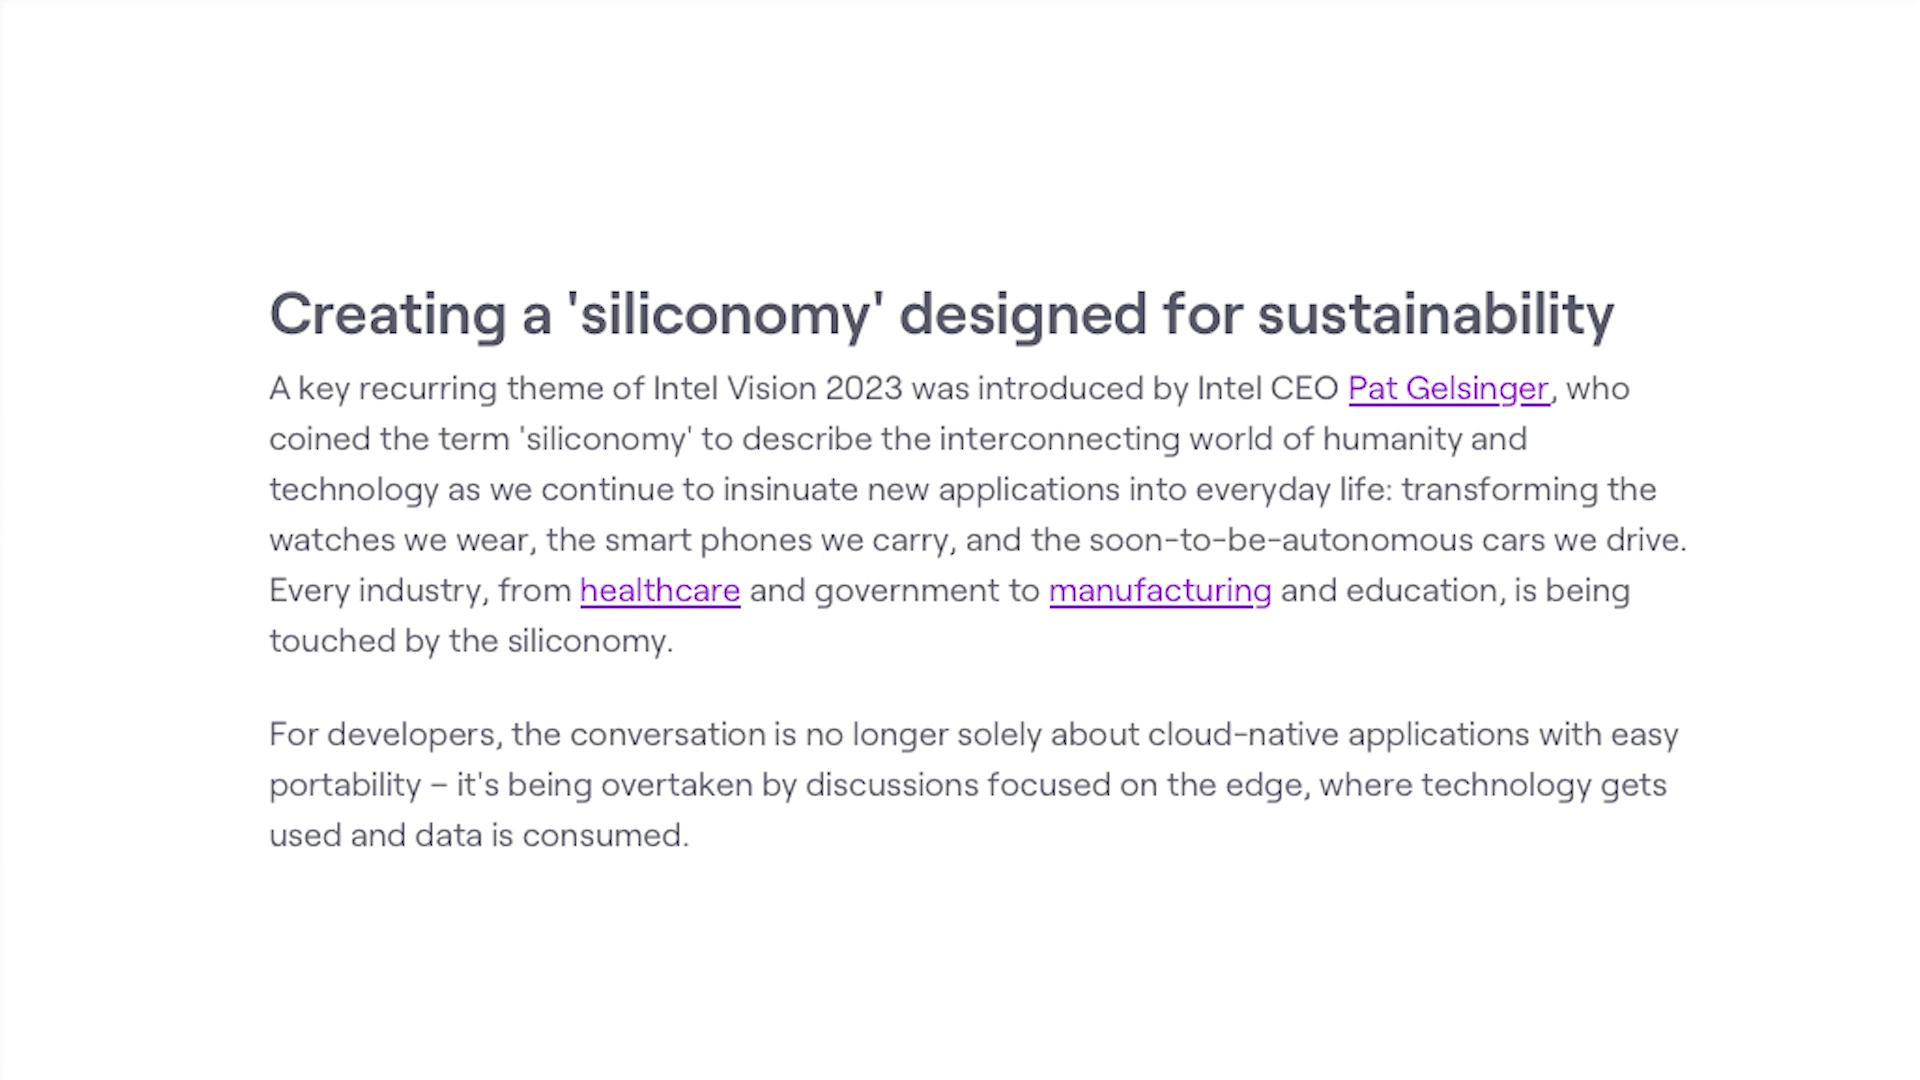 Creating a 'siliconomy' designed for sustainability
A key recurring theme of Intel Vision 2023 was introduced by Intel CEO Pat Gelsinger, who
coined the term 'siliconomy' to describe the interconnecting world of humanity and
technology as we continue to insinuate new applications into everyday life: transforming the
watches we wear, the smart phones we carry, and the soon-to-be-autonomous cars we drive.
Every industry, from healthcare and government to manufacturing and education, is being
touched by the siliconomy.
For developers, the conversation is no longer solely about cloud-native applications with easy
portability – it's being overtaken by discussions focused on the edge, where technology gets
used and data is consumed.